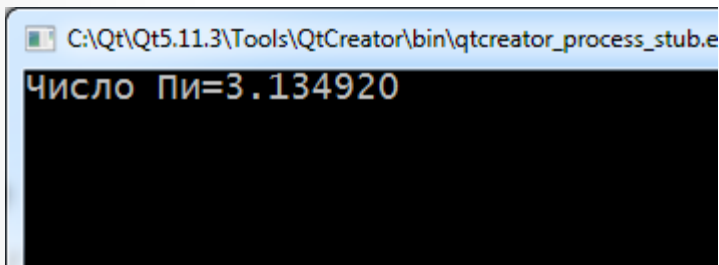 C:\Qt\Qt5.11.3\Tools\QtCreator\bin\qtcreator_process_stub.e
Число Пи=3.134920